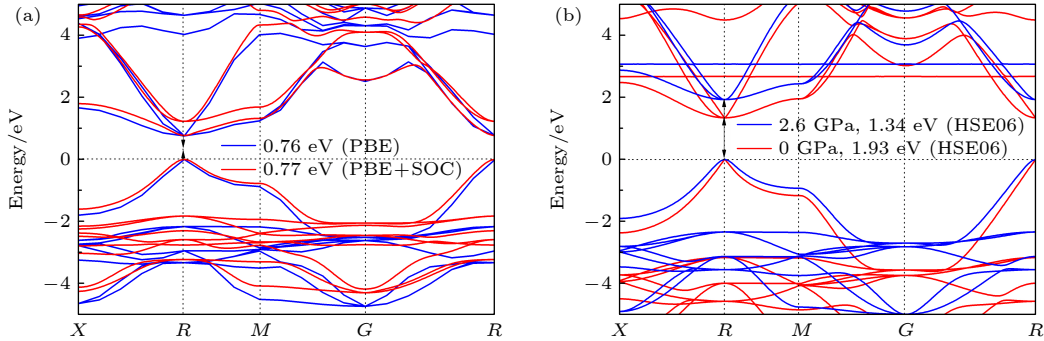 (a)
Energy/eV
4
2
0
−2
−4
0.76 eV (PBE)
0.77 eV (PBE+SOC)
X R M G R
(b)
Energy/eV
4
2
0
−2
−4
2.6 GPa, 1.34 eV (HSE06)
0 GPa, 1.93 eV (HSE06)
X R M G R